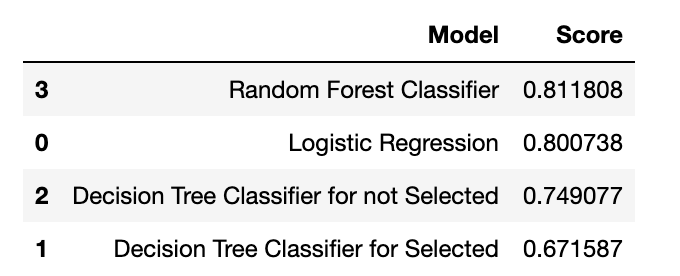 Model Score
3 Random Forest Classifier 0.811808
0 Logistic Regression 0.800738
2 Decision Tree Classifier for not Selected 0.749077
1 Decision Tree Classifier for Selected 0.671587